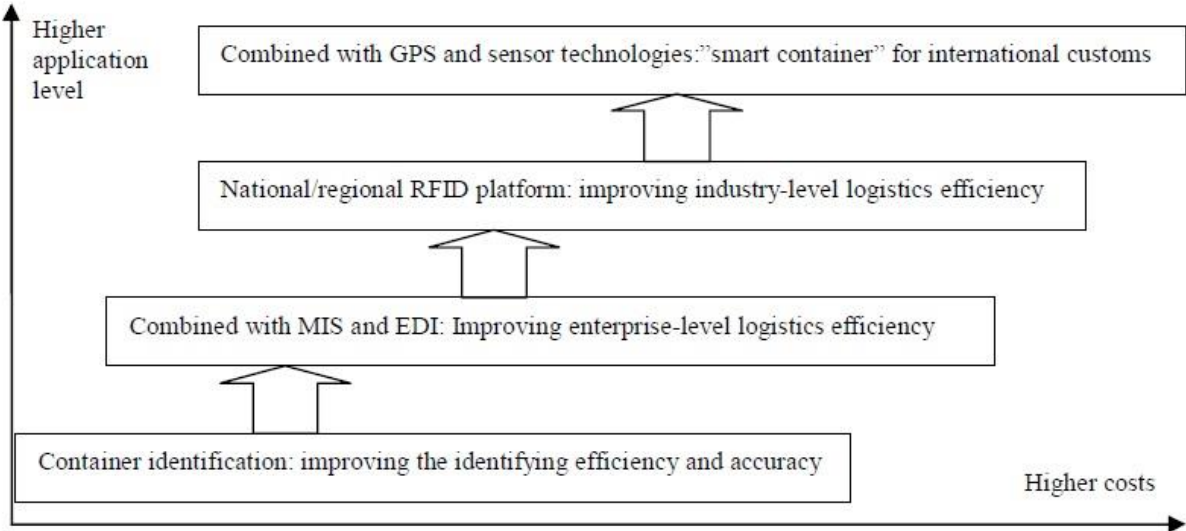 Higher
application
level
Combined with GPS and sensor technologies:”smart container” for international customs
National/regional RFID platform: improving industry-level logistics efficiency
Combined with MIS and EDI: Improving enterprise-level logistics efficiency
Container identification: improving the identifying efficiency and accuracy
Higher costs